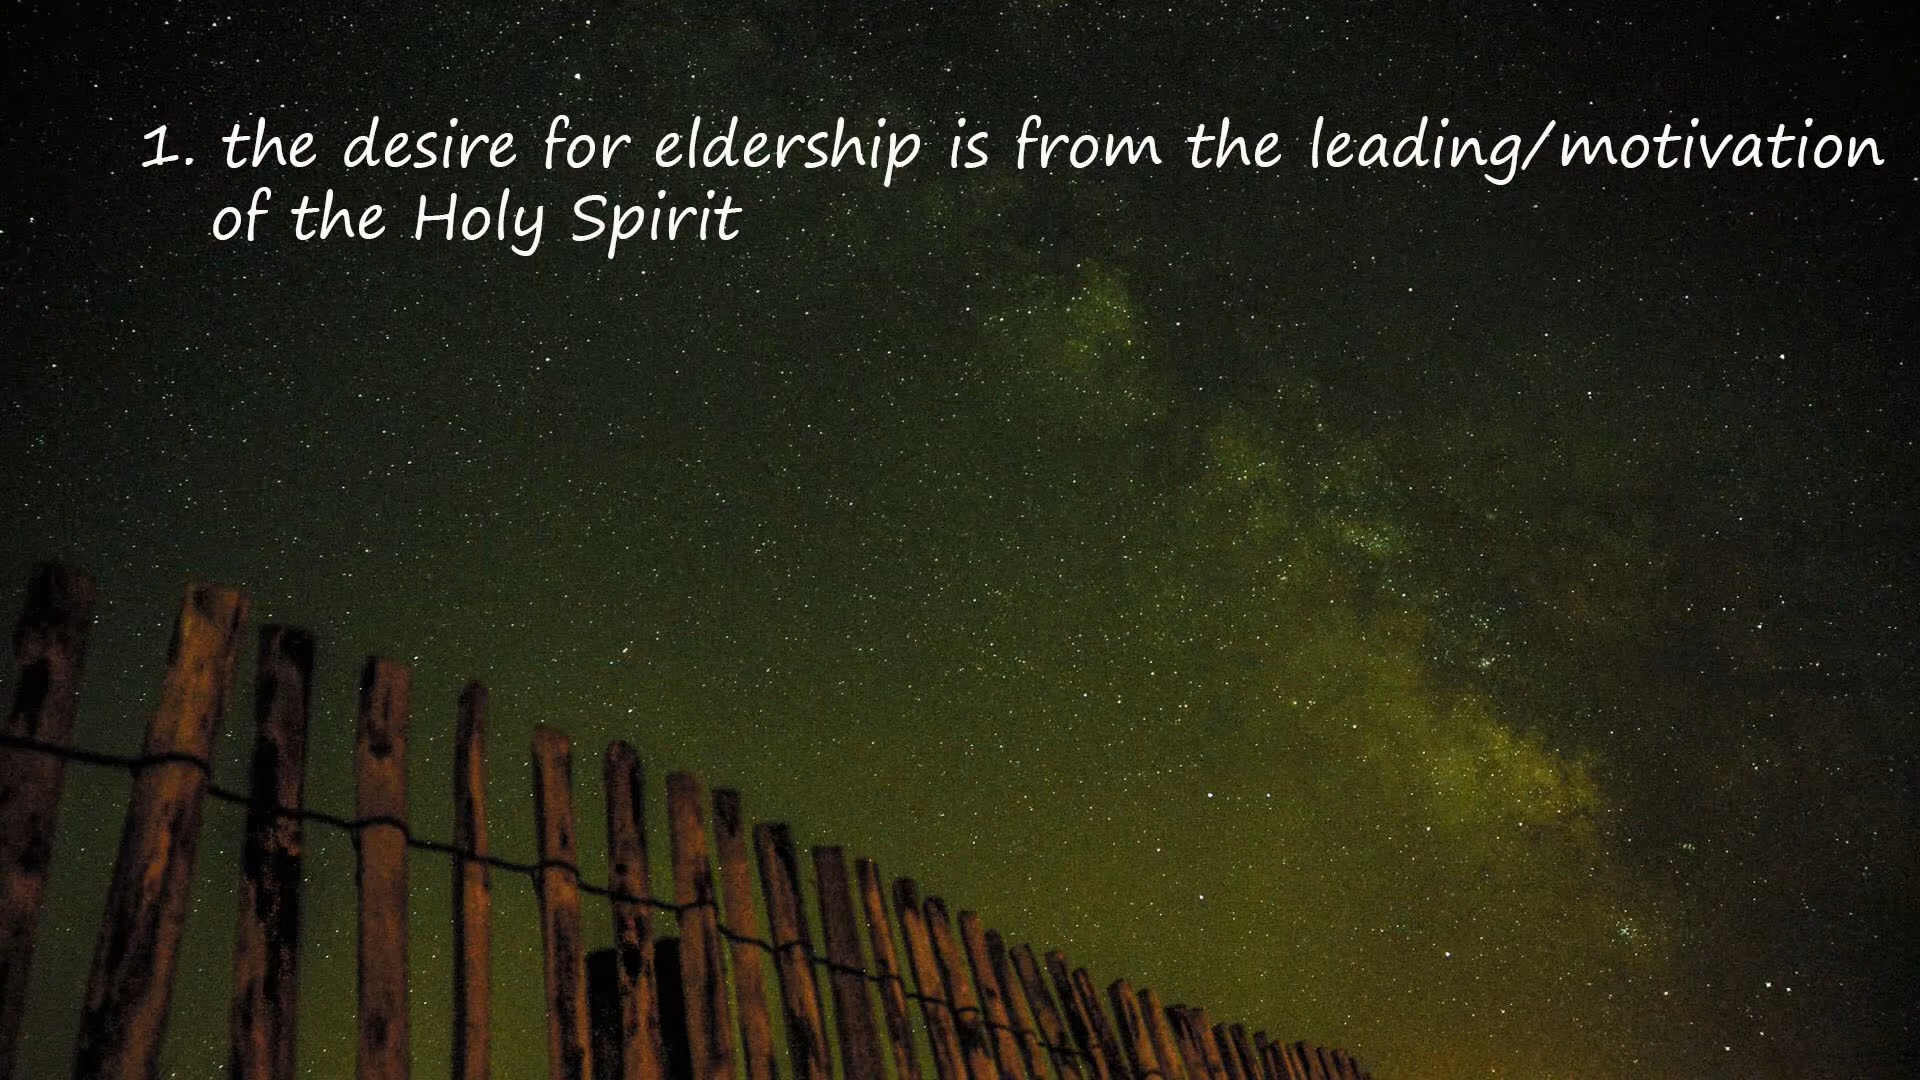 1. the desire for eldership is from the leading/motivation
of the Holy Spirit